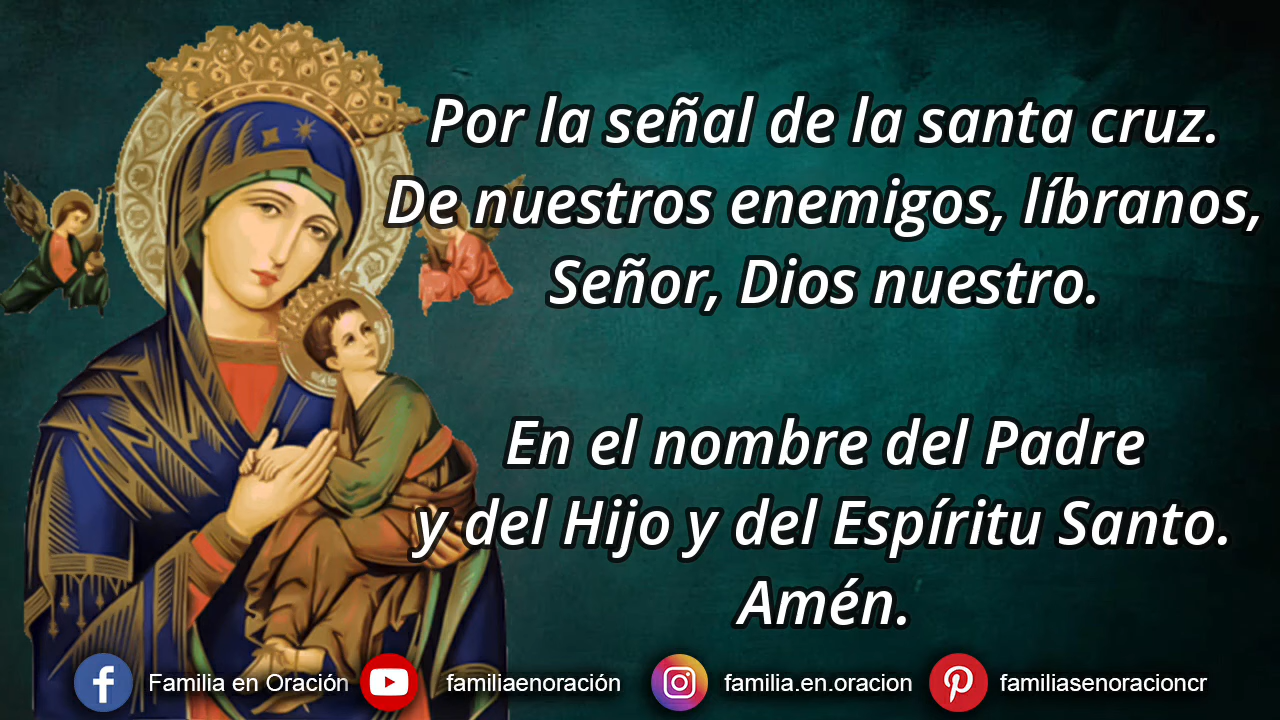 Por la señal de la santa cruz.
De nuestros enemigos, líbranos,
Señor, Dios nuestro.
En el nombre del Padre
y del Hijo y del Espíritu Santo.
Amén.
Familia en Oración familiaenoración familia.en.oracion familiasenoracioncr